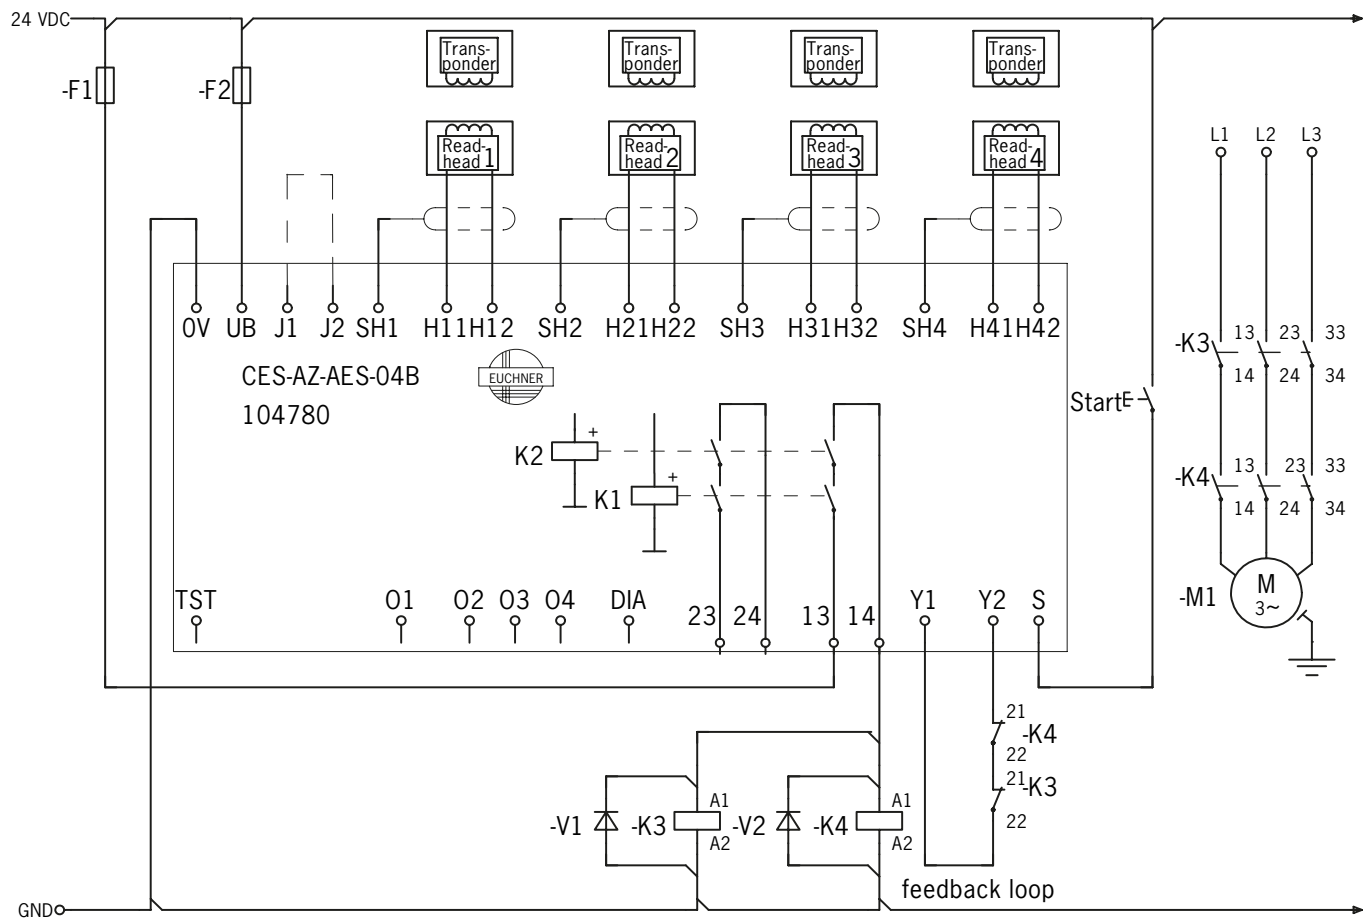 24 VDC
Trans-
ponder
Trans-
ponder
Trans-
ponder
Trans-
ponder
-F1
-F2
L1 L2 L3
Read-
head 1
Read-
head 2
Read-
head 3
Read-
head 4
0V UB J1 J2 SH1 H11 H12 SH2 H21 H22 SH3 H31 H32 SH4 H41 H42
-K3 13 23 33
14 24 34
CES-AZ-AES-04B
104780
EUCHNER
Start E
K2 +
K1 +
-K4 13 23 33
14 24 34
M
3~
-M1
TST O1 O2 O3 O4 DIA 23 24 13 14 Y1 Y2 S
21
-K4
22
21
-K3
22
-V1 -K3 A1
A2
-V2 -K4 A1
A2
feedback loop
GND